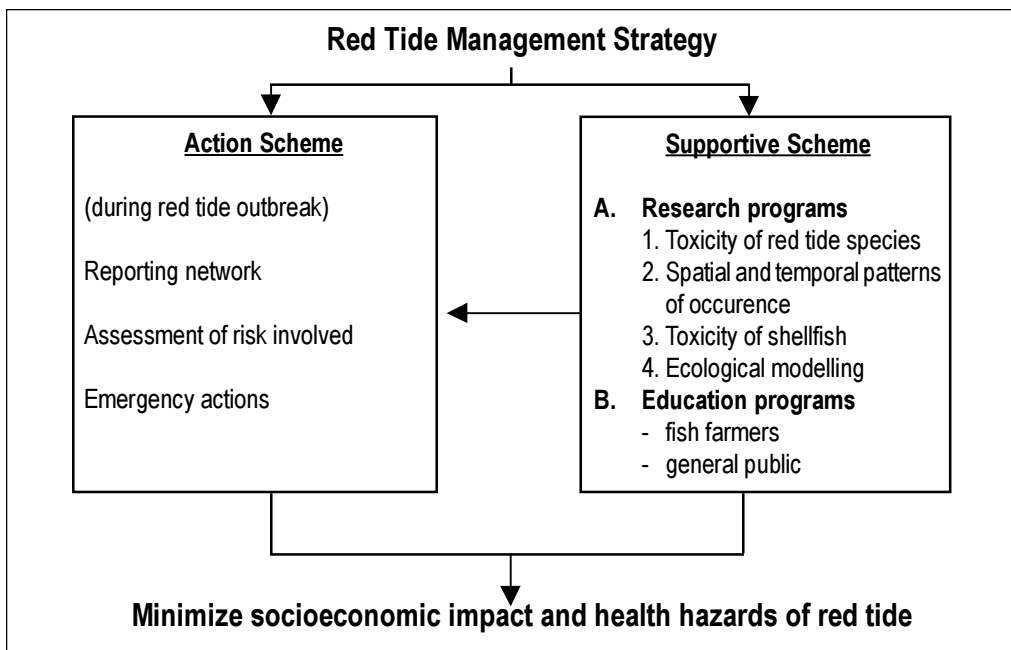 Red Tide Management Strategy
Action Scheme
(during red tide outbreak)
Reporting network
Assessment of risk involved
Emergency actions
Supportive Scheme
A. Research programs
1. Toxicity of red tide species
2. Spatial and temporal patterns
of occurence
3. Toxicity of shellfish
4. Ecological modelling
B. Education programs
- fish farmers
- general public
Minimize socioeconomic impact and health hazards of red tide